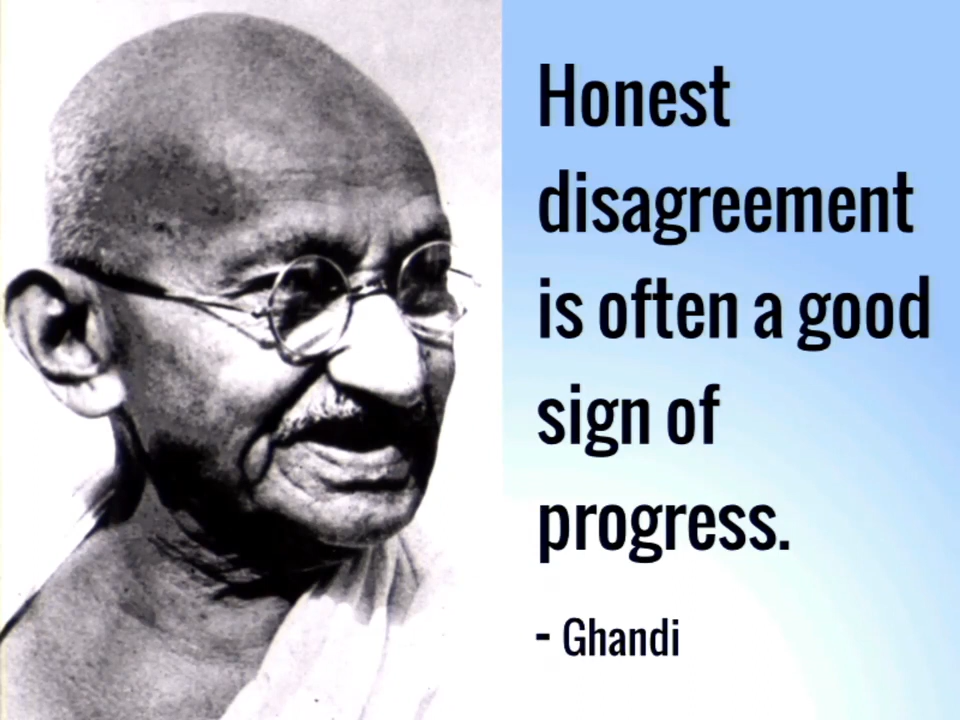 Honest
disagreement
is often a good
sign of
progress.
- Ghandi